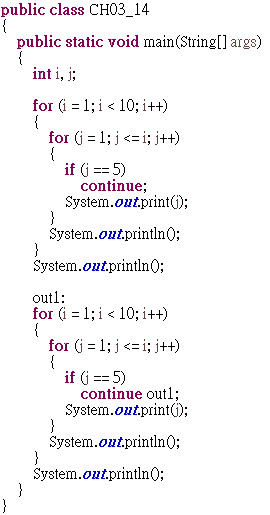 public class CH03_14
{
public static void main(String[] args)
{
int i, j;
for (i = 1; i < 10; i++)
{
for (j = 1; j <= i; j++)
{
if (j == 5)
continue;
System.out.print(j);
}
System.out.println();
}
System.out.println();
out1:
for (i = 1; i < 10; i++)
{
for (j = 1; j <= i; j++)
{
if (j == 5)
continue out1;
System.out.print(j);
}
System.out.println();
}
System.out.println();
}
}